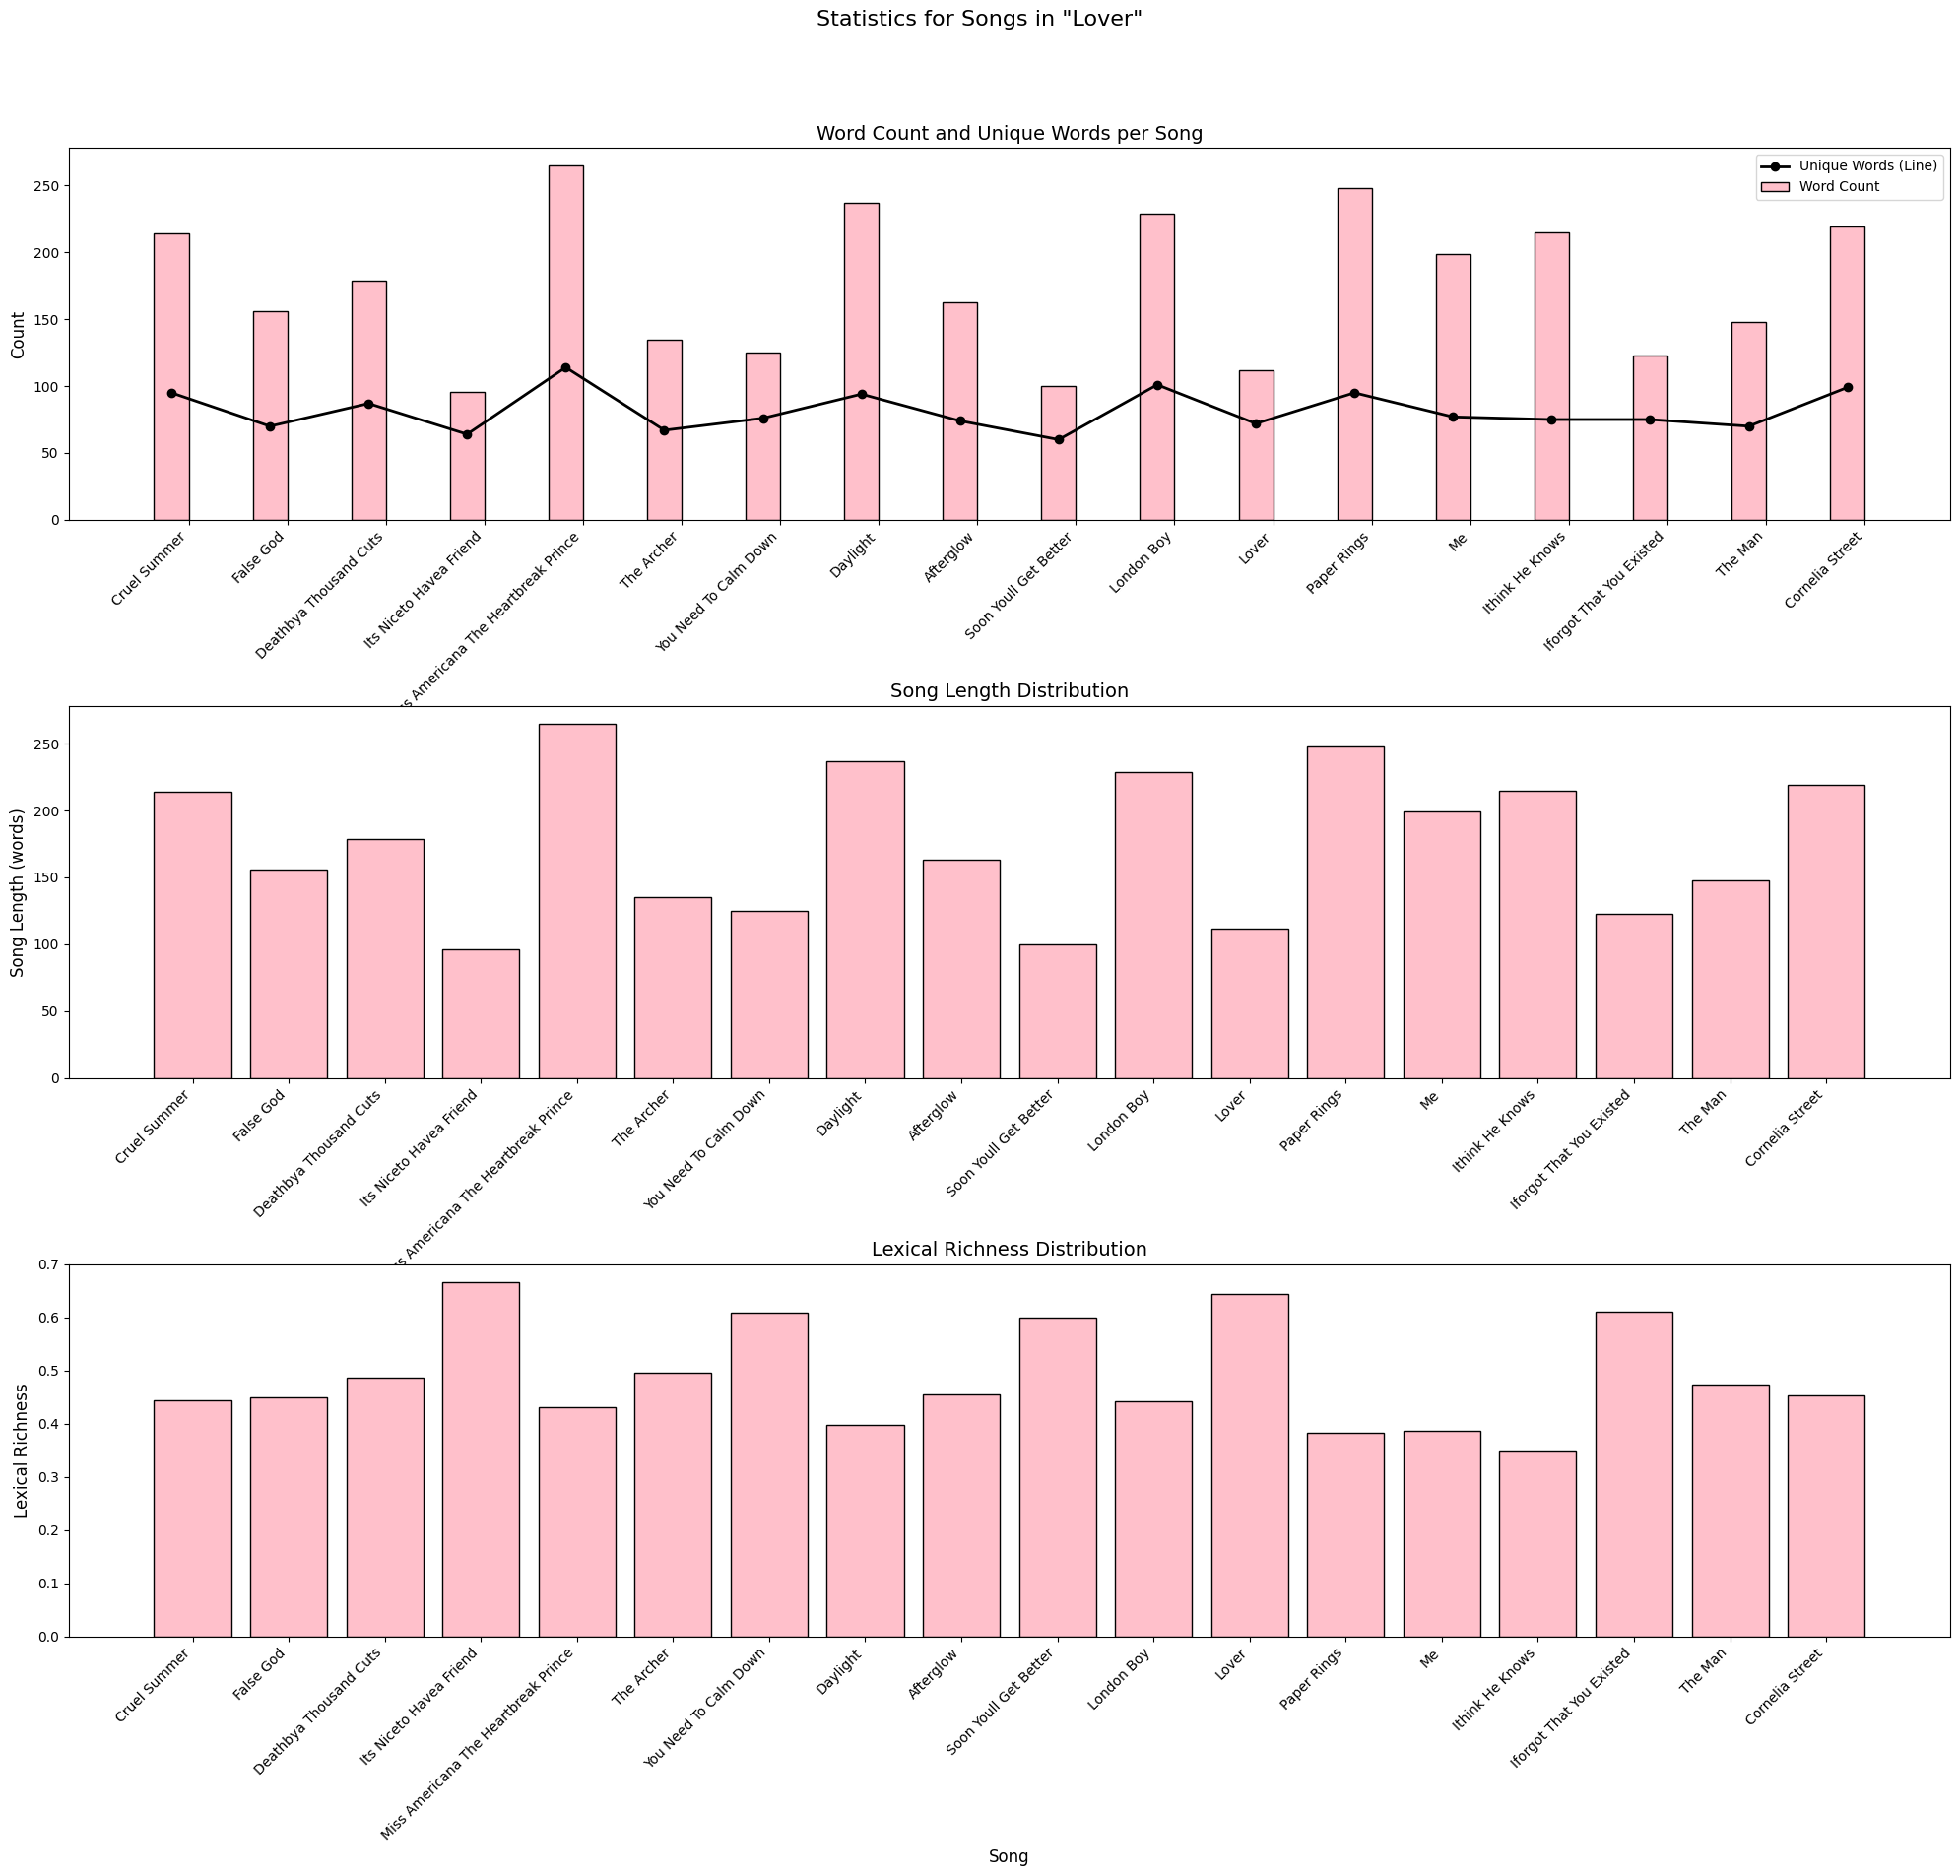 Statistics for Songs in "Lover"
Word Count and Unique Words per Song
Unique Words (Line)
Word Count
Count
250
200
150
100
50
0
Cruel Summer
False God
Deathbya Thousand Cuts
Its Niceto Havea Friend
Americana The Heartbreak Prince
The Archer
You Need To Calm Down
Daylight
Afterglow
Soon Youll Get Better
London Boy
Lover
Paper Rings
Me
Ithink He Knows
Iforgot That You Existed
The Man
Cornelia Street
Song Length Distribution
Song Length (words)
250
200
150
100
50
0
Cruel Summer
False God
Deathbya Thousand Cuts
Its Niceto Havea Friend
Americana The Heartbreak Prince
The Archer
You Need To Calm Down
Daylight
Afterglow
Soon Youll Get Better
London Boy
Lover
Paper Rings
Me
Ithink He Knows
Iforgot That You Existed
The Man
Cornelia Street
Lexical Richness Distribution
Lexical Richness
0.7
0.6
0.5
0.4
0.3
0.2
0.1
0.0
Cruel Summer
False God
Deathbya Thousand Cuts
Its Niceto Havea Friend
Miss Americana The Heartbreak Prince
The Archer
You Need To Calm Down
Daylight
Afterglow
Soon Youll Get Better
London Boy
Lover
Paper Rings
Me
Ithink He Knows
Iforgot That You Existed
The Man
Cornelia Street
Song